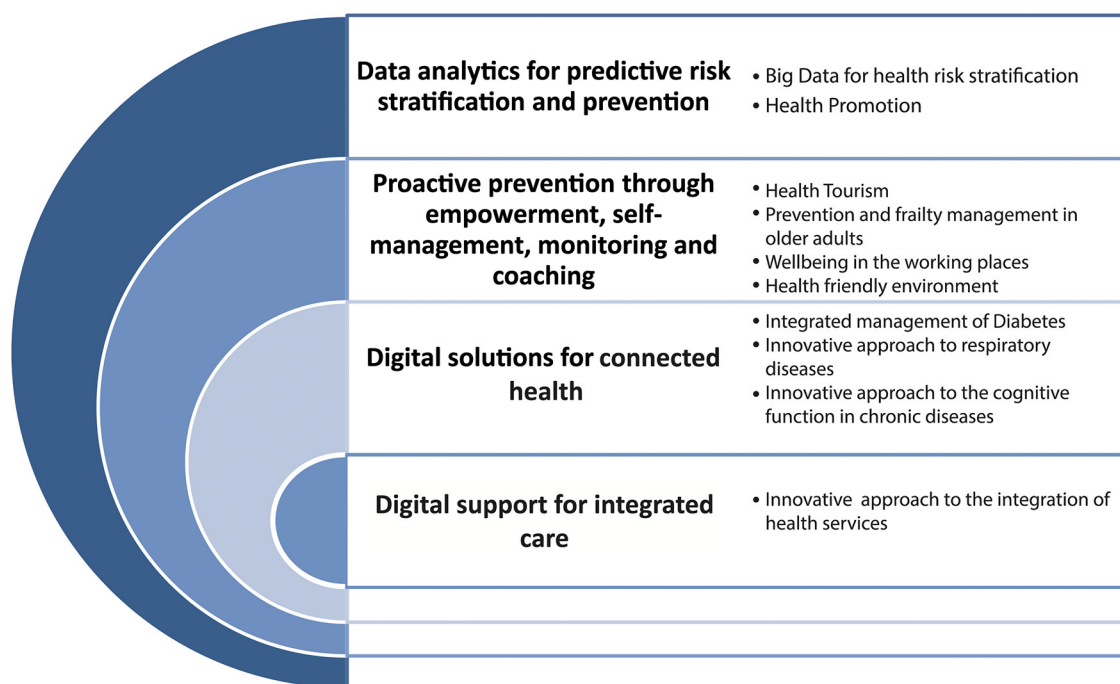 Data analytics for predictive risk
stratification and prevention
• Big Data for health risk stratification
• Health Promotion
Proactive prevention through
empowerment, self-
management, monitoring and
coaching
• Health Tourism
• Prevention and frailty management in
older adults
• Wellbeing in the working places
• Health friendly environment
Digital solutions for connected
health
• Integrated management of Diabetes
• Innovative approach to respiratory
diseases
• Innovative approach to the cognitive
function in chronic diseases
Digital support for integrated
care
• Innovative approach to the integration of
health services